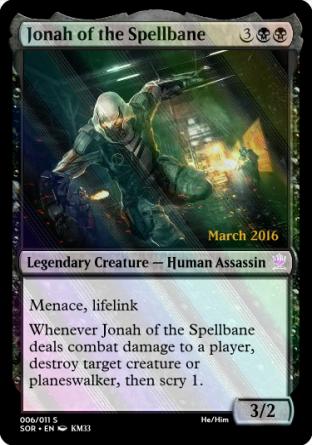 Jonah of the Spellbane 3
March 2016
Legendary Creature — Human Assassin
Menace, lifelink
Whenever Jonah of the Spellbane
deals combat damage to a player,
destroy target creature or
planeswalker, then scry 1.
3/2
006/011 S
SOR • EN KM33
He/Him